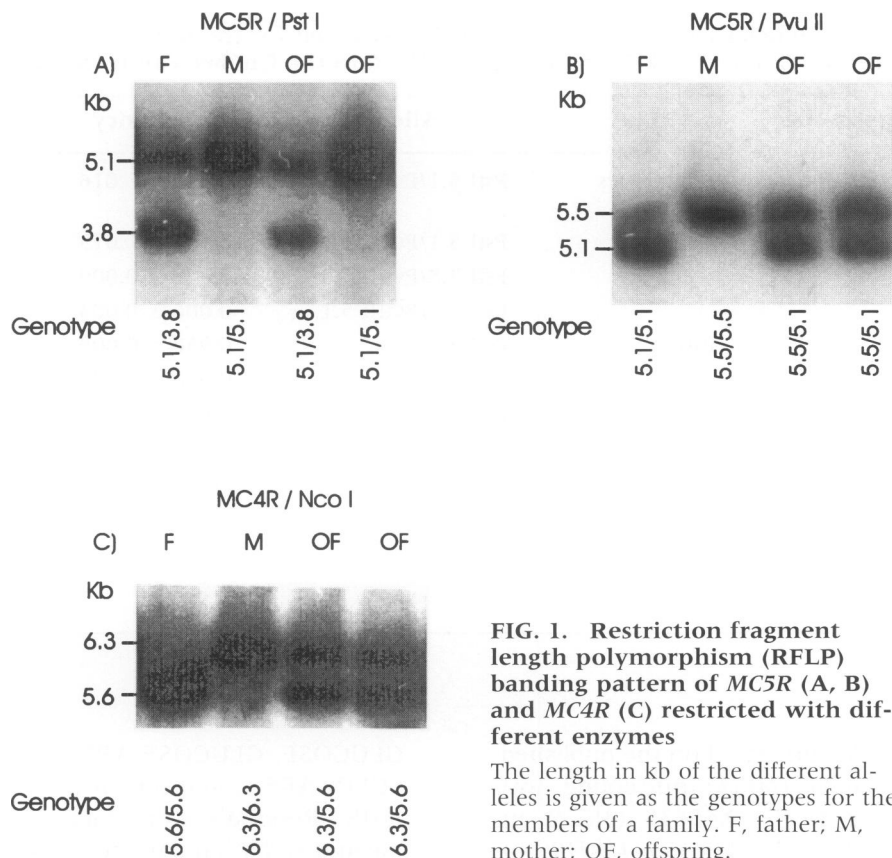 MC5R / Pst I
A) F M OF OF
Kb
5.1
3.8
Genotype
5.1/3.8
5.1/5.1
5.1/3.8
5.1/5.1
MC5R / Pvu II
B) F M OF OF
Kb
5.5
5.1
Genotype
5.1/5.1
5.5/5.5
5.5/5.1
5.5/5.1
MC4R / Nco I
C) F M OF OF
Kb
6.3
5.6
Genotype
5.6/5.6
6.3/6.3
6.3/5.6
6.3/5.6
FIG. 1. Restriction fragment
length polymorphism (RFLP)
banding pattern of MC5R (A, B)
and MC4R (C) restricted with dif-
ferent enzymes
The length in kb of the different al-
leles is given as the genotypes for the
members of a family. F, father; M,
mother; OF, offspring.